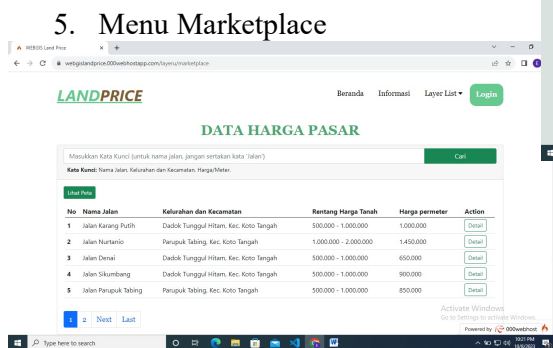 5. Menu Marketplace
WEBGIS Land Price
webgislandprice.000webhostapp.com/layeru/marketplace
LANDPRICE Beranda Informasi Layer List Login
DATA HARGA PASAR
Masukkan Kata Kunci (untuk nama jalan, jangan sertakan kata 'Jalan') Cari
Kata Kunci: Nama Jalan, Kelurahan dan Kecamatan, Harga/Meter.
Lihat Peta
No Nama Jalan Kelurahan dan Kecamatan Rentang Harga Tanah Harga permeter Action
1 Jalan Karang Putih Dadok Tunggul Hitam, Kec. Koto Tangah 500.000 - 1.000.000 1.000.000 Detail
2 Jalan Nurtanio Parupuk Tabing, Kec. Koto Tangah 1.000.000 - 2.000.000 1.450.000 Detail
3 Jalan Denai Dadok Tunggul Hitam, Kec. Koto Tangah 500.000 - 1.000.000 650.000 Detail
4 Jalan Sikumbang Dadok Tunggul Hitam, Kec. Koto Tangah 500.000 - 1.000.000 900.000 Detail
5 Jalan Parupuk Tabing Parupuk Tabing, Kec. Koto Tangah 500.000 - 1.000.000 850.000 Detail
1 2 Next Last
Activate Windows
Go to Settings to activate Windows.
Powered by 000webhost
Type here to search
10:21 PM
10/8/2023